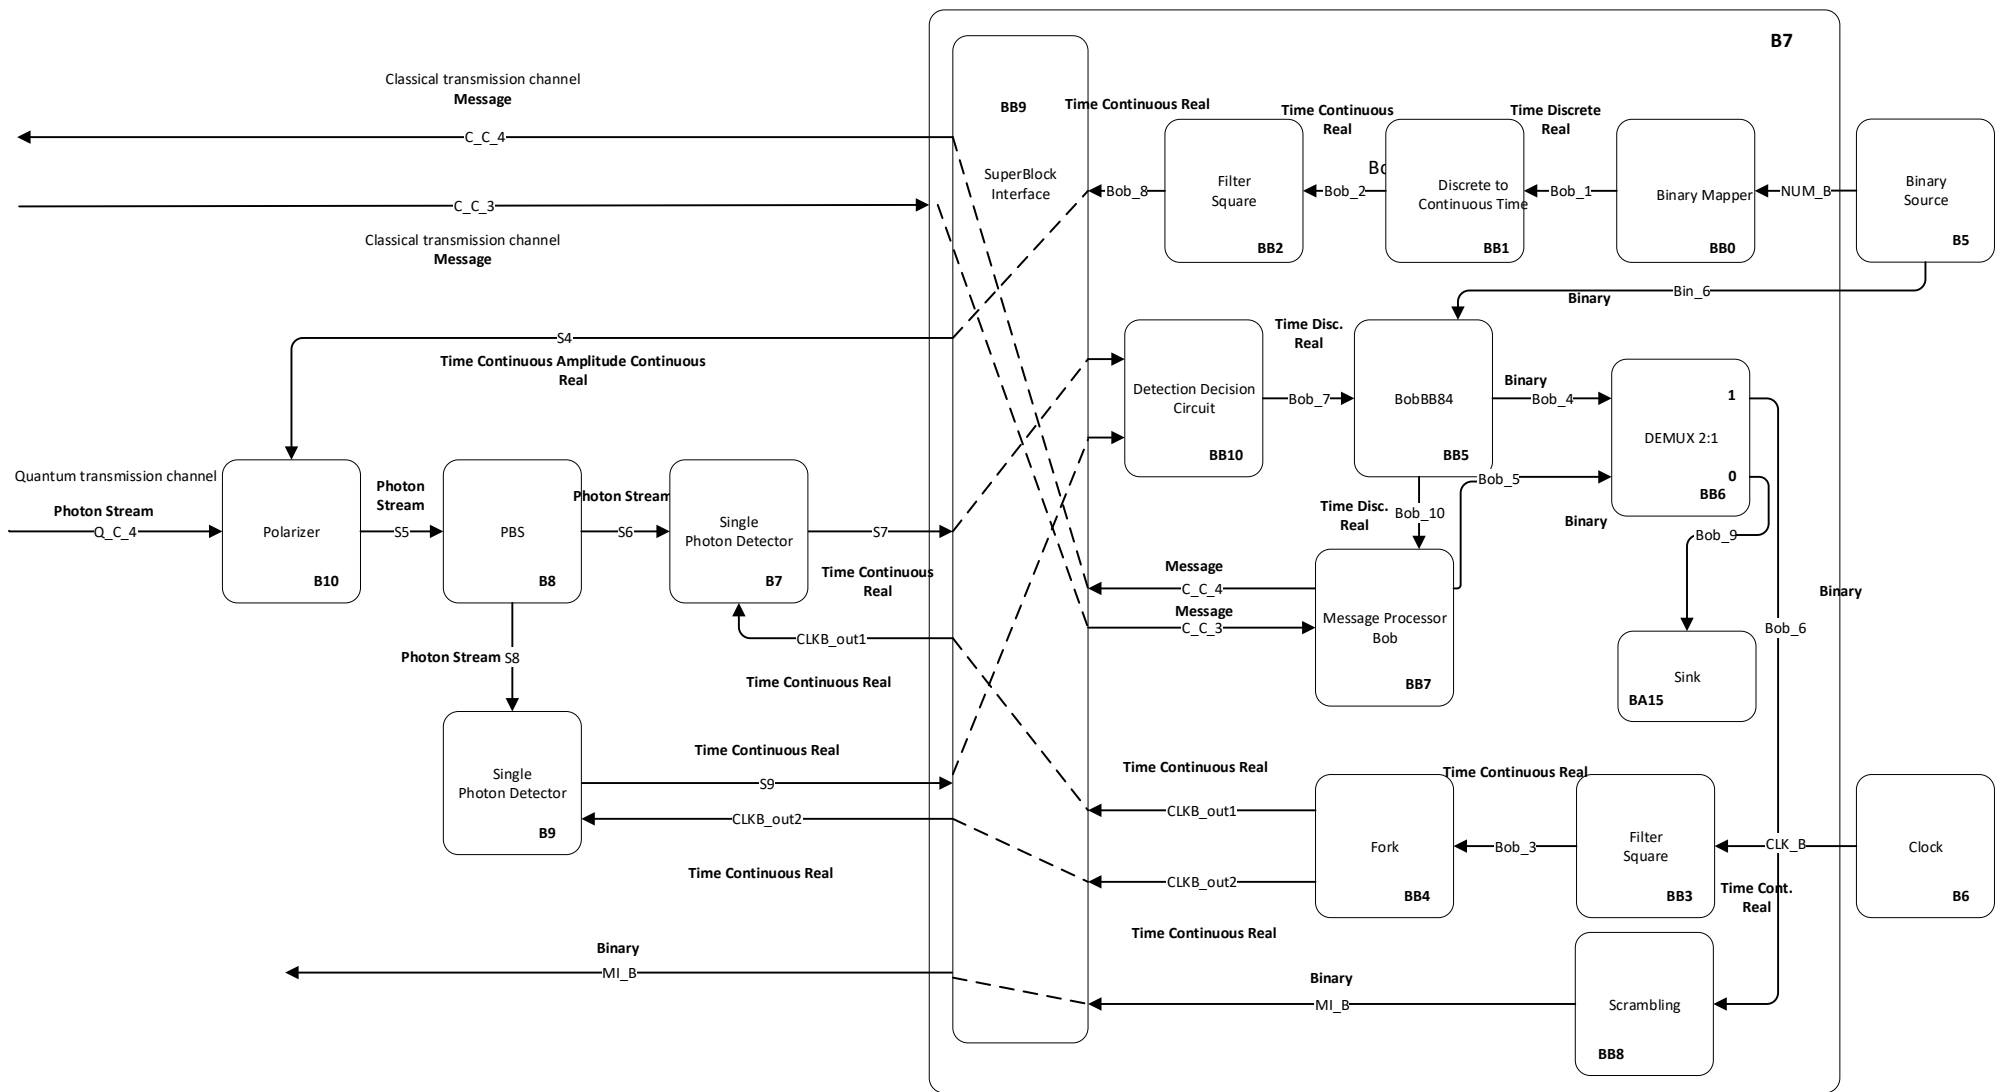 B7
Classical transmission channel
Message
C_C_4
C_C_3
Classical transmission channel
Message
BB9
SuperBlock
Interface
Time Continuous Real
Bob_8
Filter
Square
BB2
Time Continuous
Real
Bob_2
Bo
Discrete to
Continuous Time
BB1
Time Discrete
Real
Bob_1
Binary Mapper
BB0
NUM_B
Binary
Source
B5
Bin_6
Binary
S4
Time Continuous Amplitude Continuous
Real
Detection Decision
Circuit
BB10
Time Disc.
Real
Bob_7
BobBB84
BB5
Binary
Bob_4
1
DEMUX 2:1
0
BB6
Bob_5
Binary
Time Disc.
Real
Bob_10
Bob_9
Quantum transmission channel
Photon Stream
Q_C_4
Polarizer
B10
Photon
Stream
S5
PBS
B8
Photon Stream
S6
Single
Photon Detector
B7
S7
Time Continuous
Real
Message
C_C_4
Message
C_C_3
Message Processor
Bob
BB7
Binary
Bob_6
Sink
BA15
CLKB_out1
Photon Stream S8
Time Continuous Real
Time Continuous Real
Single
Photon Detector
B9
S9
CLKB_out2
Time Continuous Real
Time Continuous Real
CLKB_out1
CLKB_out2
Time Continuous Real
Fork
BB4
Time Continuous Real
Bob_3
Filter
Square
BB3
CLK_B
Time Cont.
Real
Clock
B6
Binary
MI_B
Binary
MI_B
Scrambling
BB8